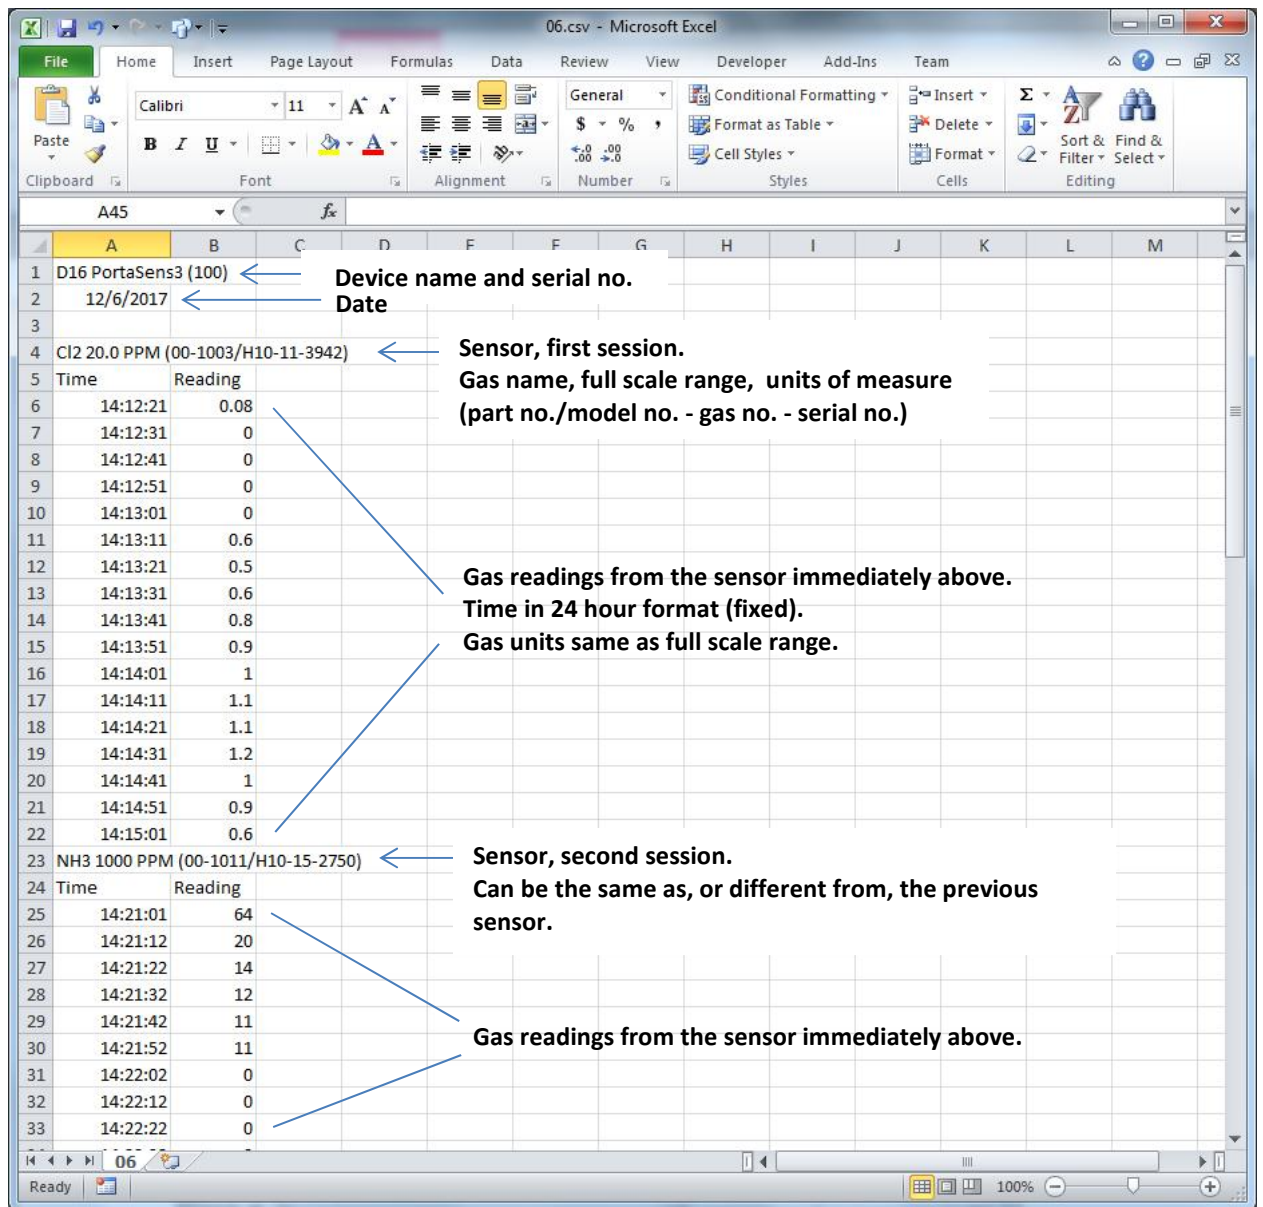 06.csv - Microsoft Excel
File Home Insert Page Layout Formulas Data Review View Developer Add-Ins Team
Paste
Calibri 11 A A
B I U A
General
$ % ,
.0 .00 .00 .0
Conditional Formatting
Format as Table
Cell Styles
Insert
Delete
Format
Σ
Sort & Filter
Find & Select
Clipboard Font Alignment Number Styles Cells Editing
A45 fx
A B C D E F G H I J K L M
1 D16 PortaSens3 (100) Device name and serial no.
2 12/6/2017 Date
3
4 Cl2 20.0 PPM (00-1003/H10-11-3942) Sensor, first session.
5 Time Reading Gas name, full scale range, units of measure
6 14:12:21 0.08 (part no./model no. - gas no. - serial no.)
7 14:12:31 0
8 14:12:41 0
9 14:12:51 0
10 14:13:01 0
11 14:13:11 0.6
12 14:13:21 0.5 Gas readings from the sensor immediately above.
13 14:13:31 0.6 Time in 24 hour format (fixed).
14 14:13:41 0.8
15 14:13:51 0.9 Gas units same as full scale range.
16 14:14:01 1
17 14:14:11 1.1
18 14:14:21 1.1
19 14:14:31 1.2
20 14:14:41 1
21 14:14:51 0.9
22 14:15:01 0.6
23 NH3 1000 PPM (00-1011/H10-15-2750) Sensor, second session.
24 Time Reading Can be the same as, or different from, the previous
25 14:21:01 64 sensor.
26 14:21:12 20
27 14:21:22 14
28 14:21:32 12
29 14:21:42 11
30 14:21:52 11 Gas readings from the sensor immediately above.
31 14:22:02 0
32 14:22:12 0
33 14:22:22 0
06
Ready 100%